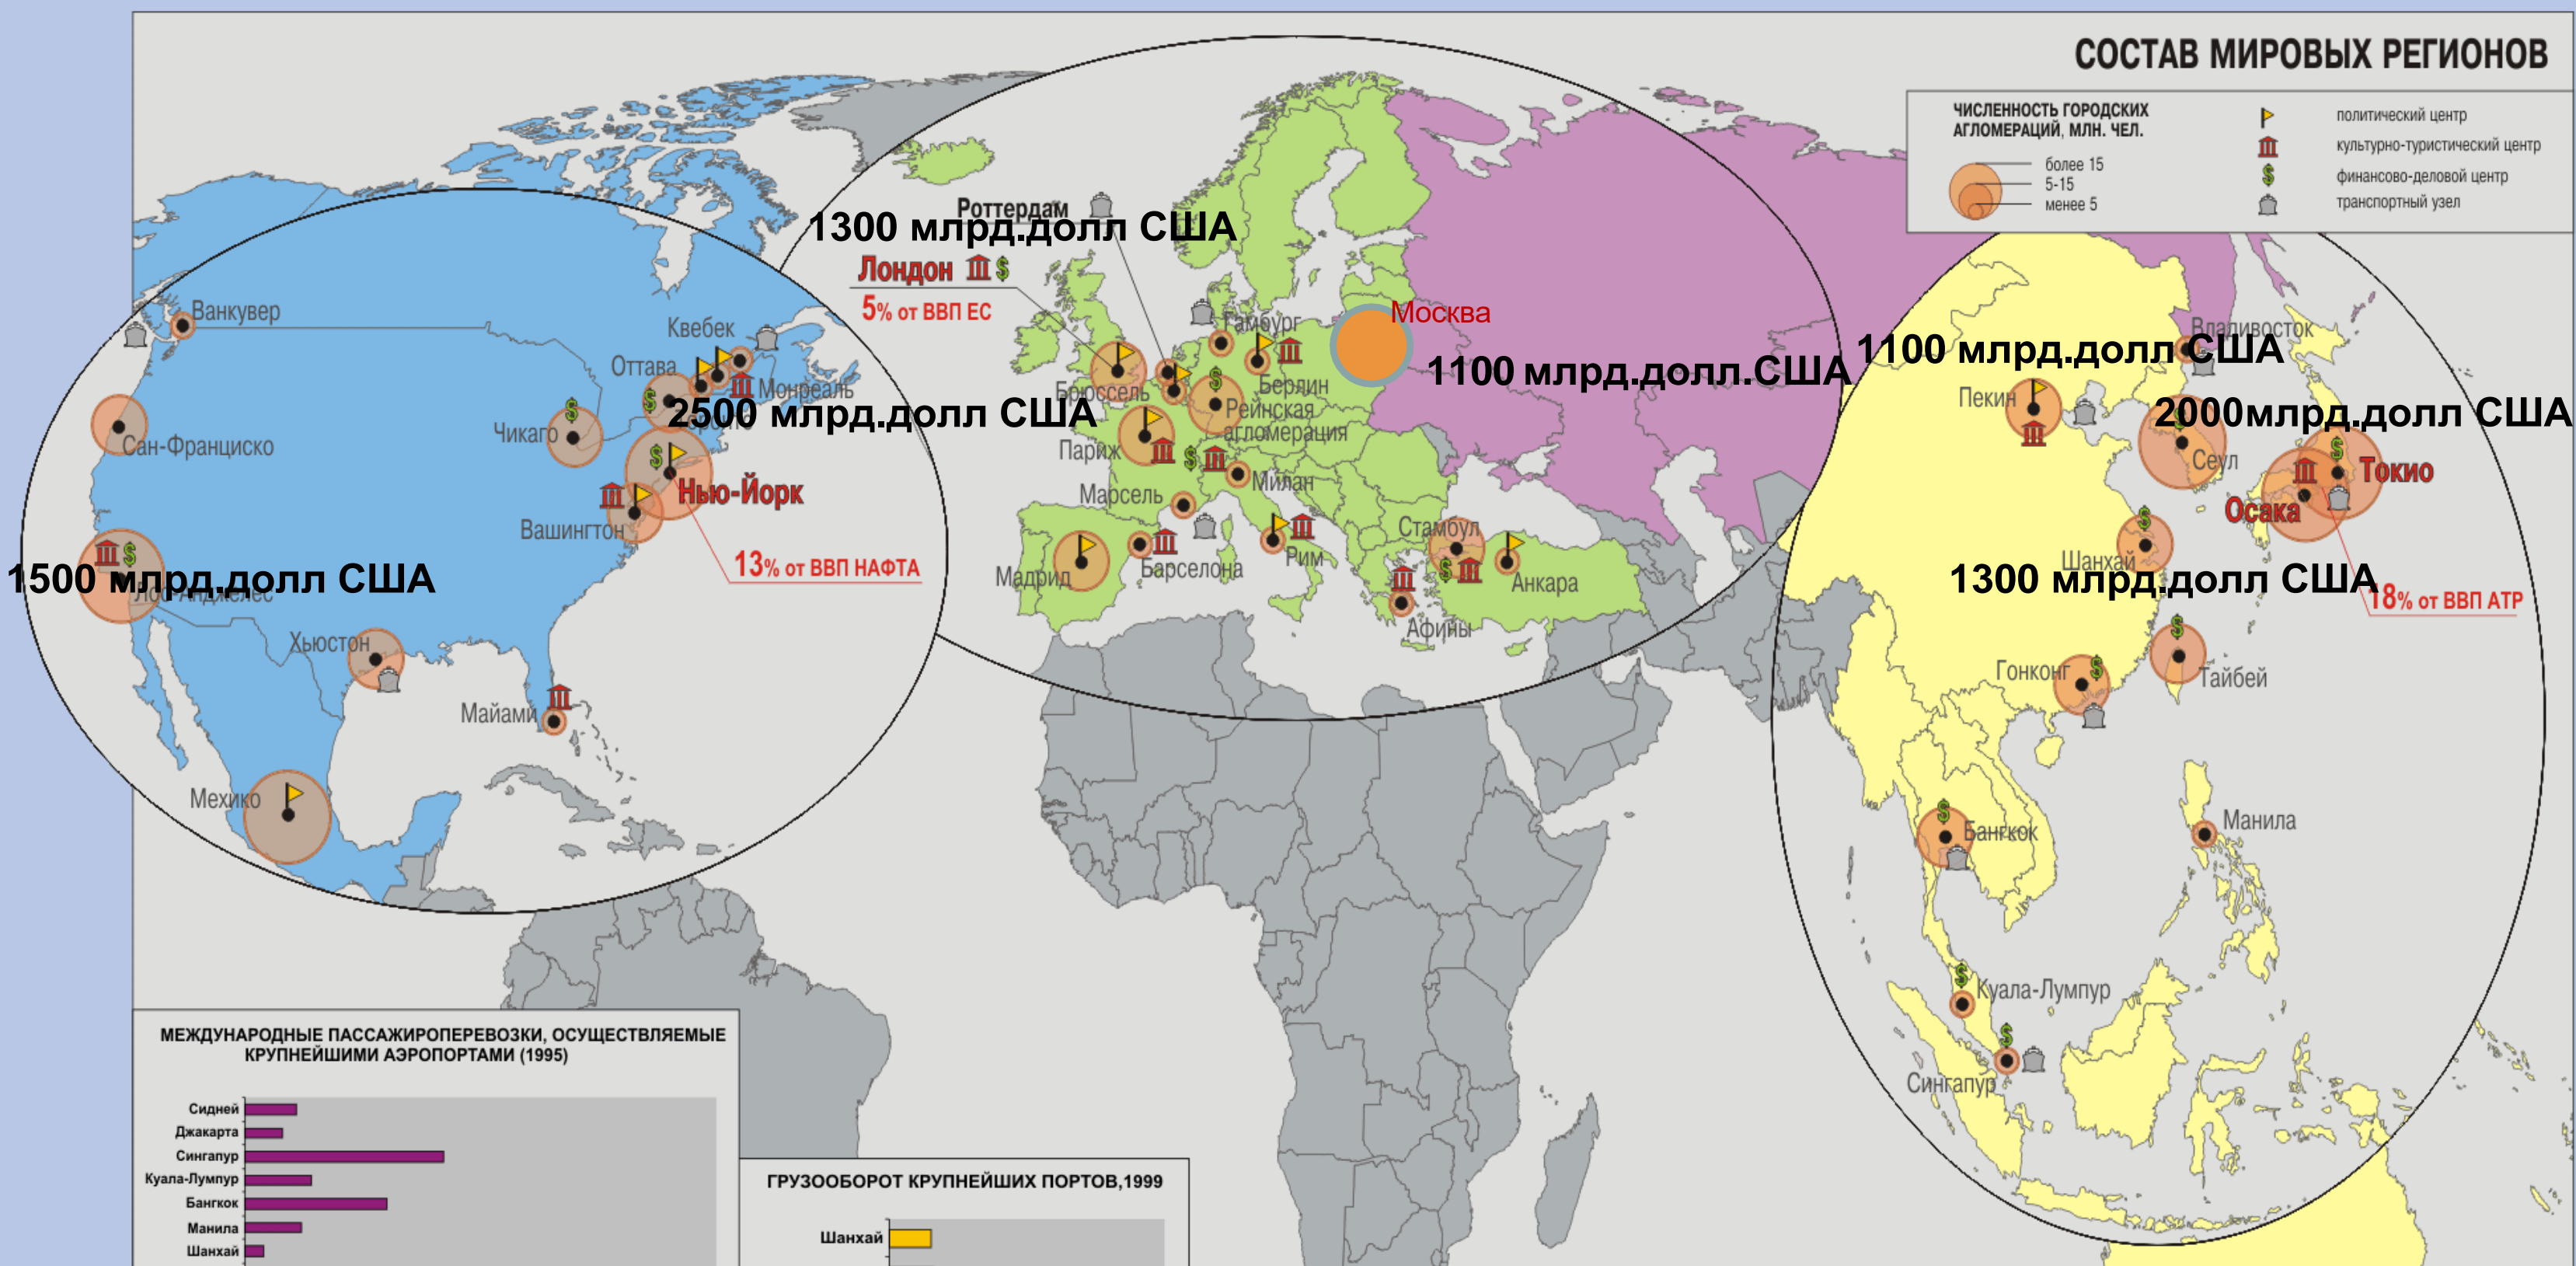 СОСТАВ МИРОВЫХ РЕГИОНОВ
ЧИСЛЕННОСТЬ ГОРОДСКИХ
АГЛОМЕРАЦИЙ, МЛН. ЧЕЛ.
более 15
5-15
менее 5
политический центр
культурно-туристический центр
финансово-деловой центр
транспортный узел
Ванкувер
Квебек
Оттава
Монреаль
2500 млрд.долл США
Чикаго
Сан-Франциско
Нью-Йорк
Вашингтон
13% от ВВП НАФТА
1500 млрд.долл США
Лос-Анджелес
Хьюстон
Майами
Мехико
Роттердам
1300 млрд.долл США
Лондон
5% от ВВП ЕС
Гамбург
Москва
1100 млрд.долл.США
Брюссель
Берлин
Рейнская
агломерация
Париж
Милан
Марсель
Стамбул
Мадрид
Барселона
Рим
Анкара
Афины
Владивосток
1100 млрд.долл США
Пекин
2000млрд.долл США
Сеул
Токио
Осака
Шанхай
1300 млрд.долл США
18% от ВВП АТР
Гонконг
Тайбей
Бангкок
Манила
Куала-Лумпур
Сингапур
МЕЖДУНАРОДНЫЕ ПАССАЖИРОПЕРЕВОЗКИ, ОСУЩЕСТВЛЯЕМЫЕ
КРУПНЕЙШИМИ АЭРОПОРТАМИ (1995)
Сидней
Джакарта
Сингапур
Куала-Лумпур
Бангкок
Манила
Шанхай
ГРУЗООБОРОТ КРУПНЕЙШИХ ПОРТОВ,1999
Шанхай